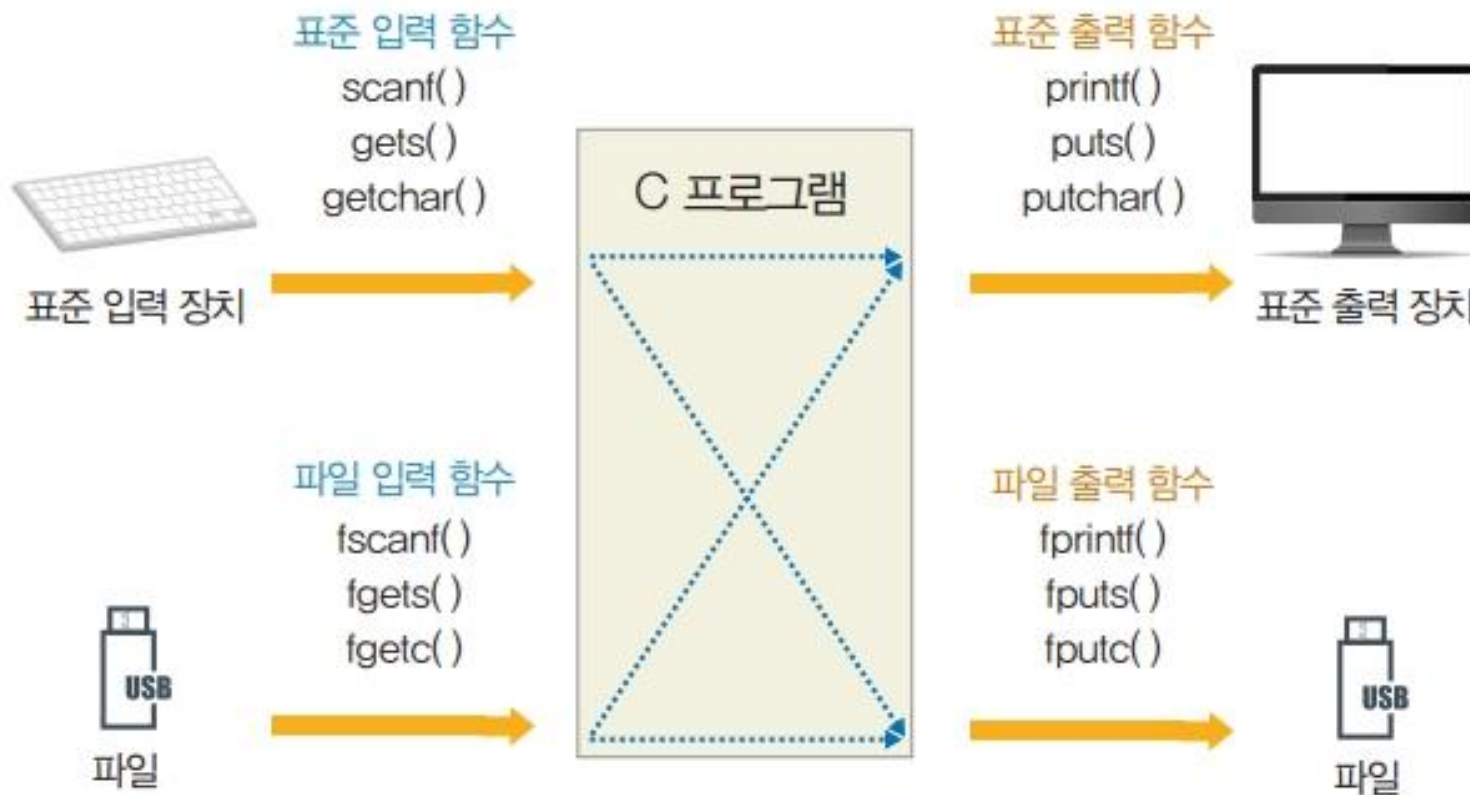 표준 입력 함수
scanf( )
gets( )
getchar( )
표준 출력 함수
printf( )
puts( )
putchar( )
C 프로그램
표준 입력 장치
표준 출력 장치
파일 입력 함수
fscanf( )
fgets( )
fgetc( )
파일 출력 함수
fprintf( )
fputs( )
fputc( )
USB
파일
USB
파일